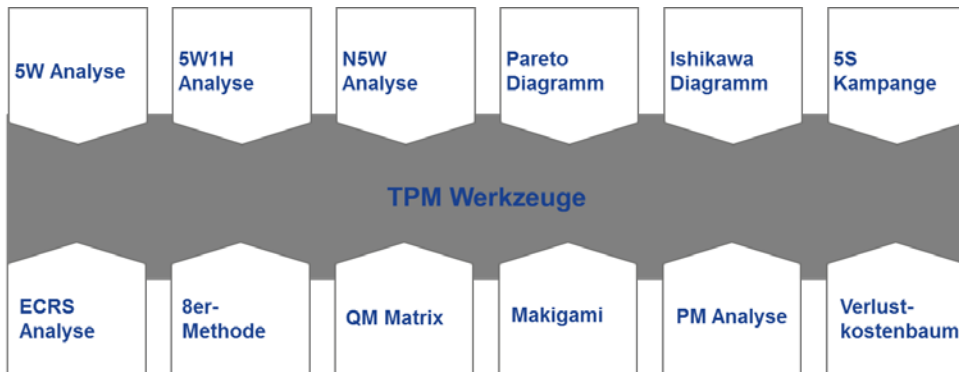 5W Analyse
5W1H
Analyse
N5W
Analyse
Pareto
Diagramm
Ishikawa
Diagramm
5S
Kampange
TPM Werkzeuge
ECRS
Analyse
8er-
Methode
QM Matrix
Makigami
PM Analyse
Verlust-
kostenbaum